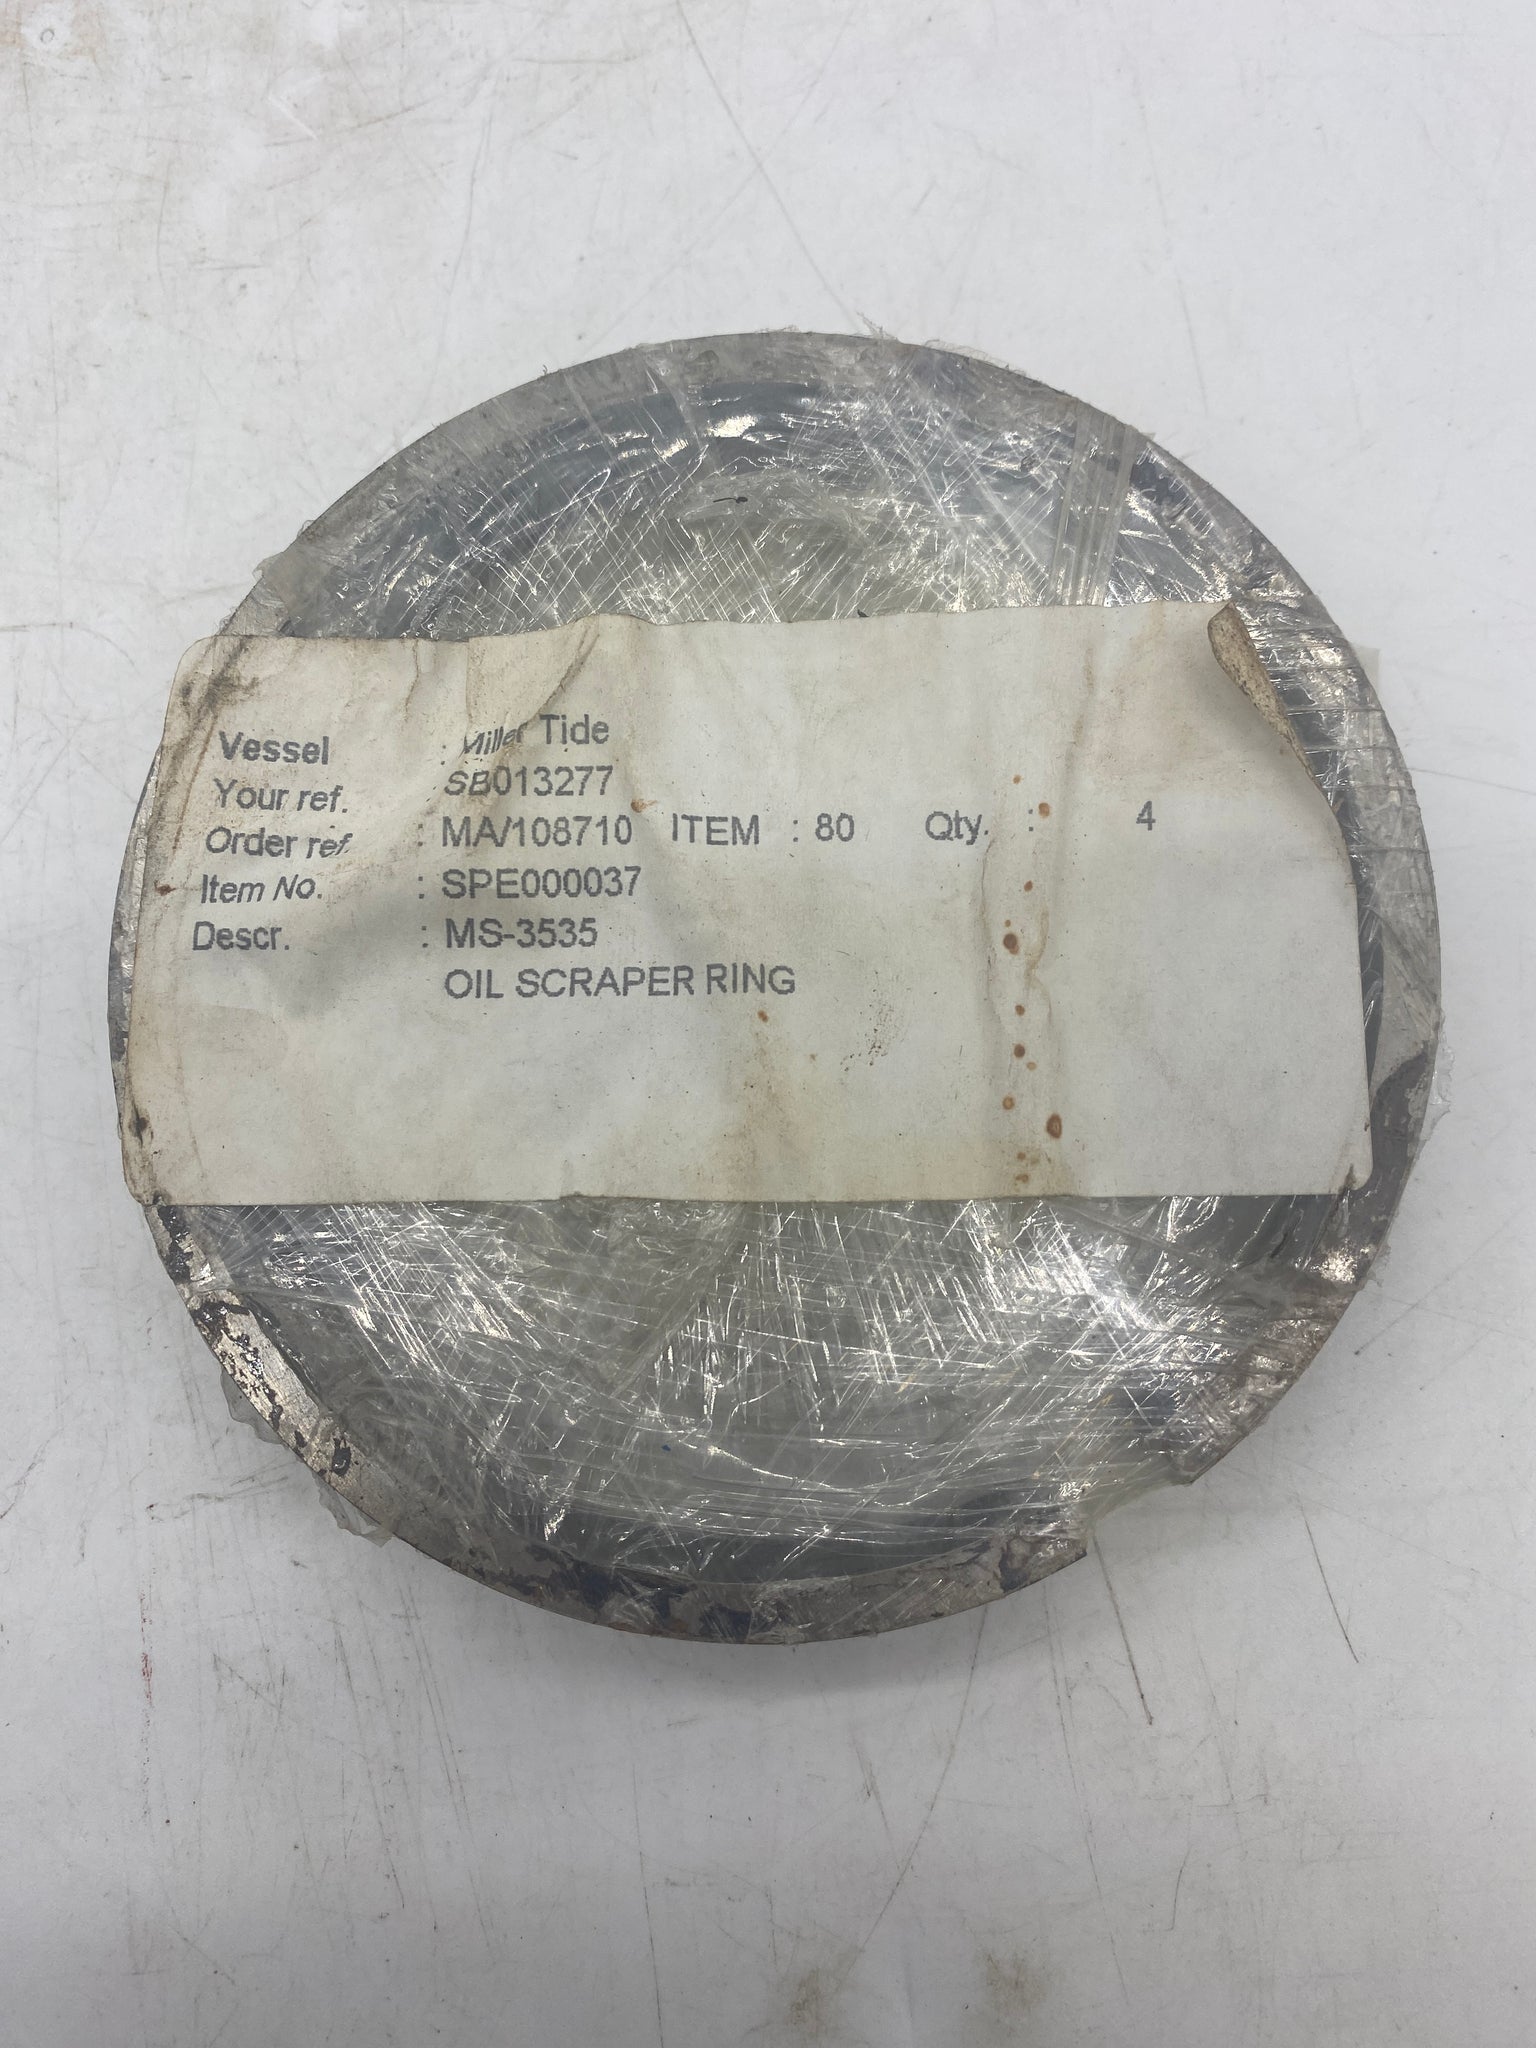 Vessel : Miller Tide
Your ref. SB013277
Order ref. : MA/108710 ITEM : 80 Qty. : 4
Item No. : SPE000037
Descr. : MS-3535
OIL SCRAPER RING